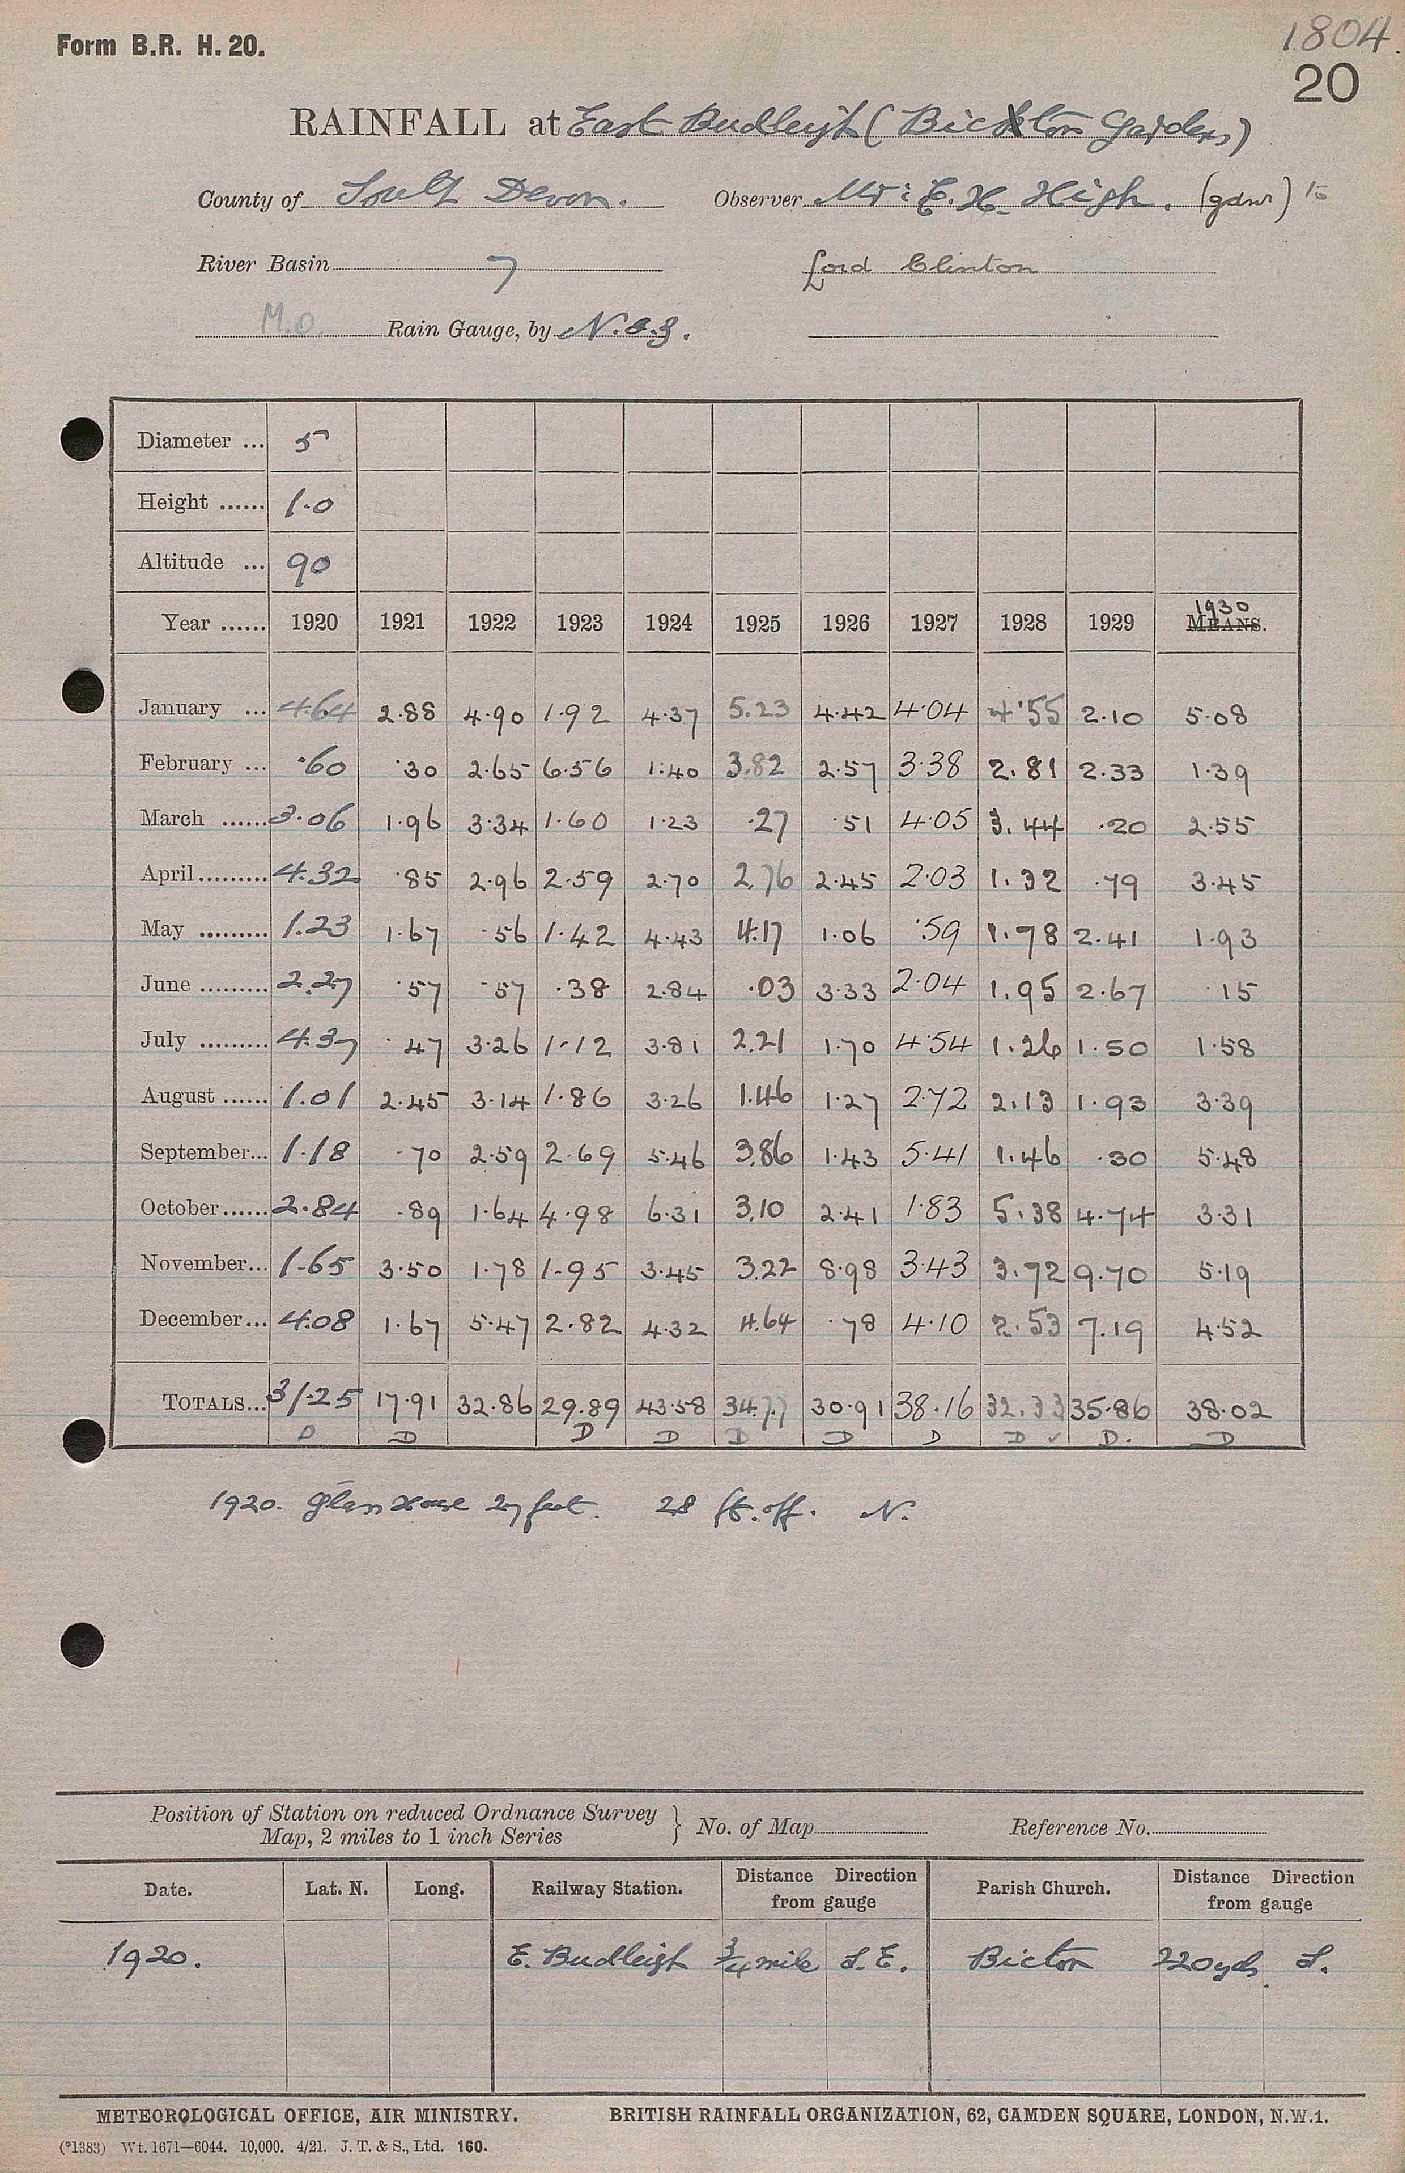 1804.
Form B.R. H. 20.
20
RAINFALL at East Budleigh (Bickton Gardens)
County of South Devon. Observer Mr: E. H. High. (gdnr) 15
River Basin 7 Lord Clinton
M.O. Rain Gauge, by N. & Z.
Diameter ... 5
Height ...... 1.0
Altitude ... 90
Year ...... 1920 1921 1922 1923 1924 1925 1926 1927 1928 1929 1930 MEANS.
January ... 4.64 2.88 4.90 1.92 4.37 5.23 4.42 4.04 4.55 2.10 5.08
February ... .60 .30 2.65 6.56 1.40 3.82 2.57 3.38 2.81 2.33 1.39
March ...... 3.06 1.96 3.34 1.60 1.23 .27 .51 4.05 3.44 .20 2.55
April ......... 4.32 .85 2.96 2.59 2.70 2.76 2.45 2.03 1.32 .79 3.45
May ......... 1.23 1.67 .56 1.42 4.43 4.17 1.06 .59 1.78 2.41 1.93
June ......... 2.27 .57 .57 .38 2.84 .03 3.33 2.04 1.95 2.67 .15
July ......... 4.37 .47 3.26 1.12 3.81 2.21 1.70 4.54 1.26 1.50 1.58
August ...... 1.01 2.45 3.14 1.86 3.26 1.46 1.27 2.72 2.13 1.93 3.39
September... 1.18 .70 2.59 2.69 5.46 3.86 1.43 5.41 1.46 .30 5.48
October...... 2.84 .89 1.64 4.98 6.31 3.10 2.41 1.83 5.38 4.74 3.31
November... 1.65 3.50 1.78 1.95 3.45 3.22 8.98 3.43 3.72 9.70 5.19
December... 4.08 1.67 5.47 2.82 4.32 4.64 .78 4.10 2.53 7.19 4.52
TOTALS... 31.25 17.91 32.86 29.89 43.58 34.77 30.91 38.16 32.33 35.86 38.02
D D D D D D D D ✓ D. D
1920. Glass House 27 feet. 28 ft. off. N.
Position of Station on reduced Ordnance Survey } No. of Map Reference No.
Map, 2 miles to 1 inch Series
Date. Lat. N. Long. Railway Station. Distance Direction from gauge Parish Church. Distance Direction from gauge
1920. E. Budleigh 3/4 mile S.E. Bicton 220 yds. S.
METEOROLOGICAL OFFICE, AIR MINISTRY. BRITISH RAINFALL ORGANIZATION, 62, CAMDEN SQUARE, LONDON, N.W.1.
(*1383) Wt. 1671—6044. 10,000. 4/21. J. T. & S., Ltd. 160.